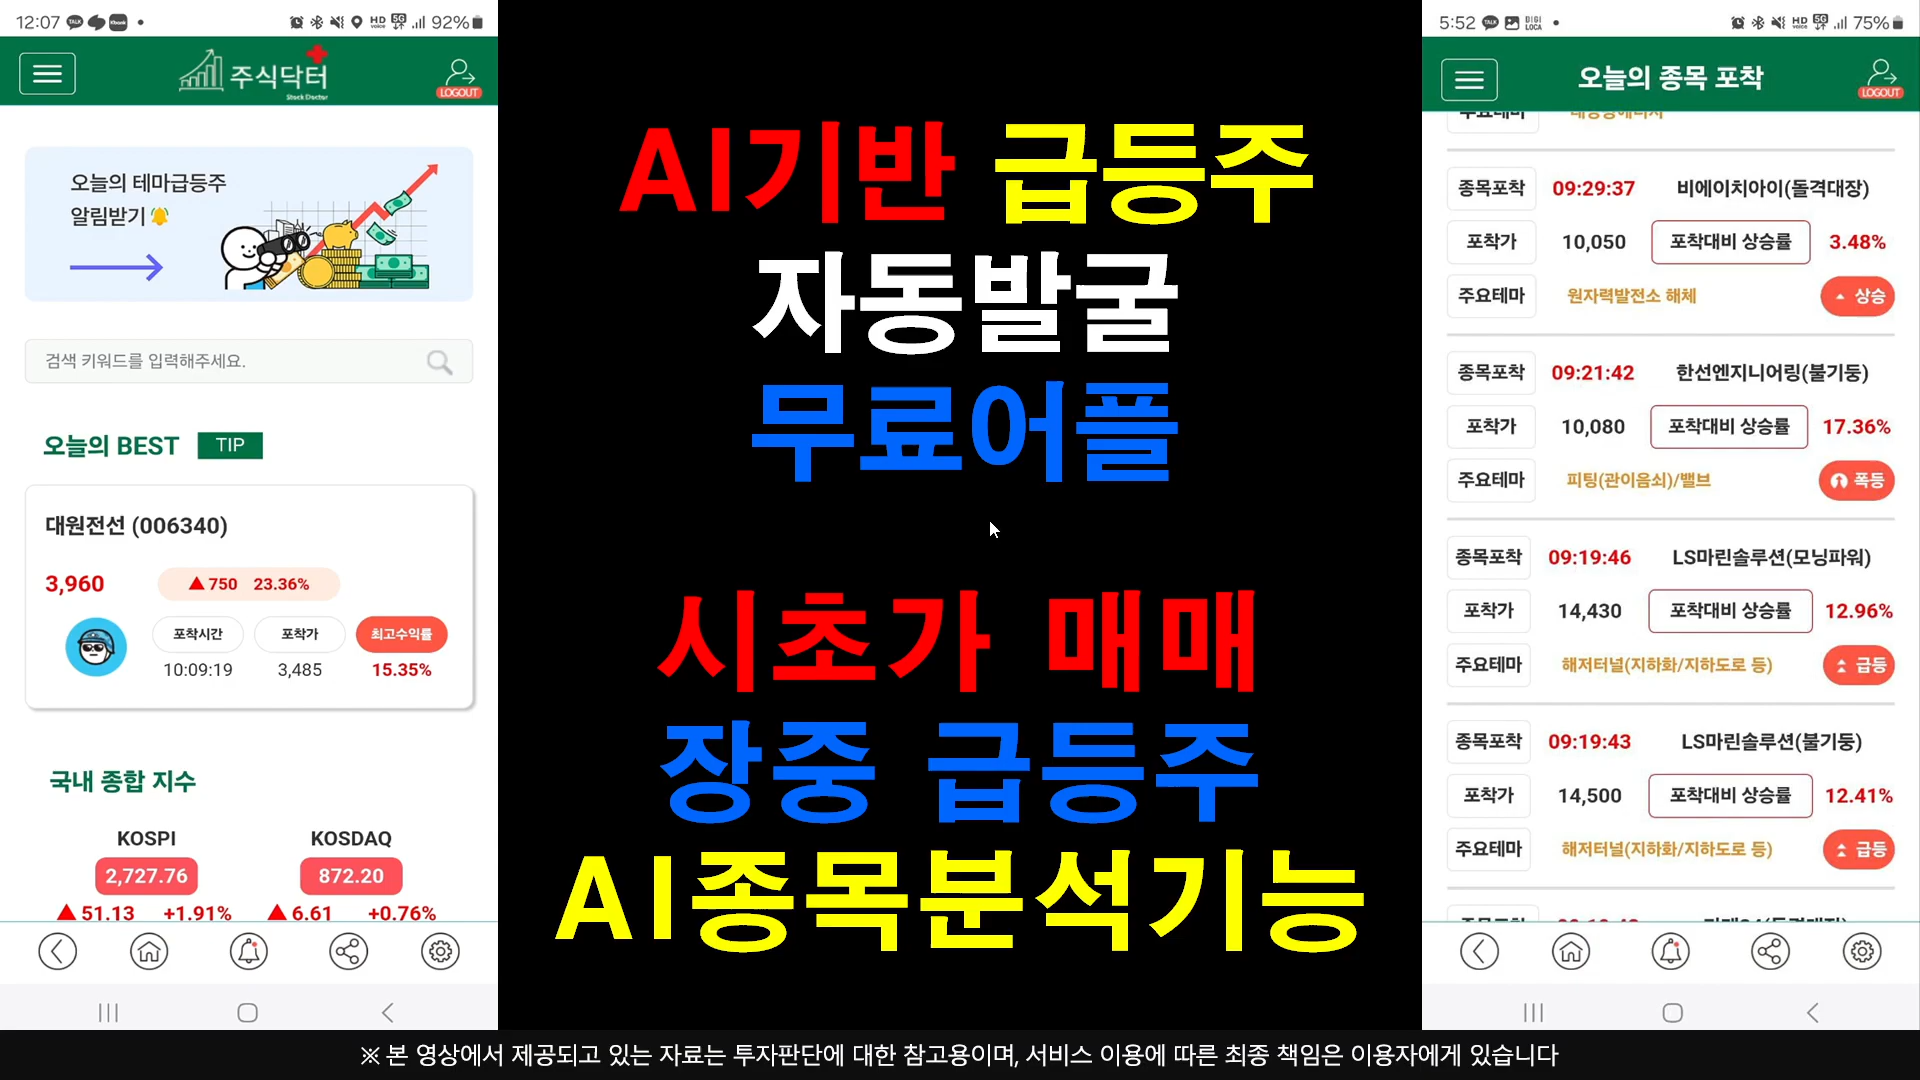 12:07
92%
주식닥터
Stock Doctor
LOGOUT
오늘의 테마급등주
알림받기
검색 키워드를 입력해주세요.
오늘의 BEST TIP
대원전선 (006340)
3,960 ▲ 750 23.36%
포착시간 포착가 최고수익률
10:09:19 3,485 15.35%
국내 종합 지수
KOSPI KOSDAQ
2,727.76 872.20
▲ 51.13 +1.91% ▲ 6.61 +0.76%
AI기반 급등주
자동발굴
무료어플
시초가 매매
장중 급등주
AI종목분석기능
5:52
75%
오늘의 종목 포착
LOGOUT
주요테마 태양광에너지
종목포착 09:29:37 비에이치아이(돌격대장)
포착가 10,050 포착대비 상승률 3.48%
주요테마 원자력발전소 해체 상승
종목포착 09:21:42 한선엔지니어링(불기둥)
포착가 10,080 포착대비 상승률 17.36%
주요테마 피팅(관이음쇠)/밸브 폭등
종목포착 09:19:46 LS마린솔루션(모닝파워)
포착가 14,430 포착대비 상승률 12.96%
주요테마 해저터널(지하화/지하도로 등) 급등
종목포착 09:19:43 LS마린솔루션(불기둥)
포착가 14,500 포착대비 상승률 12.41%
주요테마 해저터널(지하화/지하도로 등) 급등
종목포착
※ 본 영상에서 제공되고 있는 자료는 투자판단에 대한 참고용이며, 서비스 이용에 따른 최종 책임은 이용자에게 있습니다